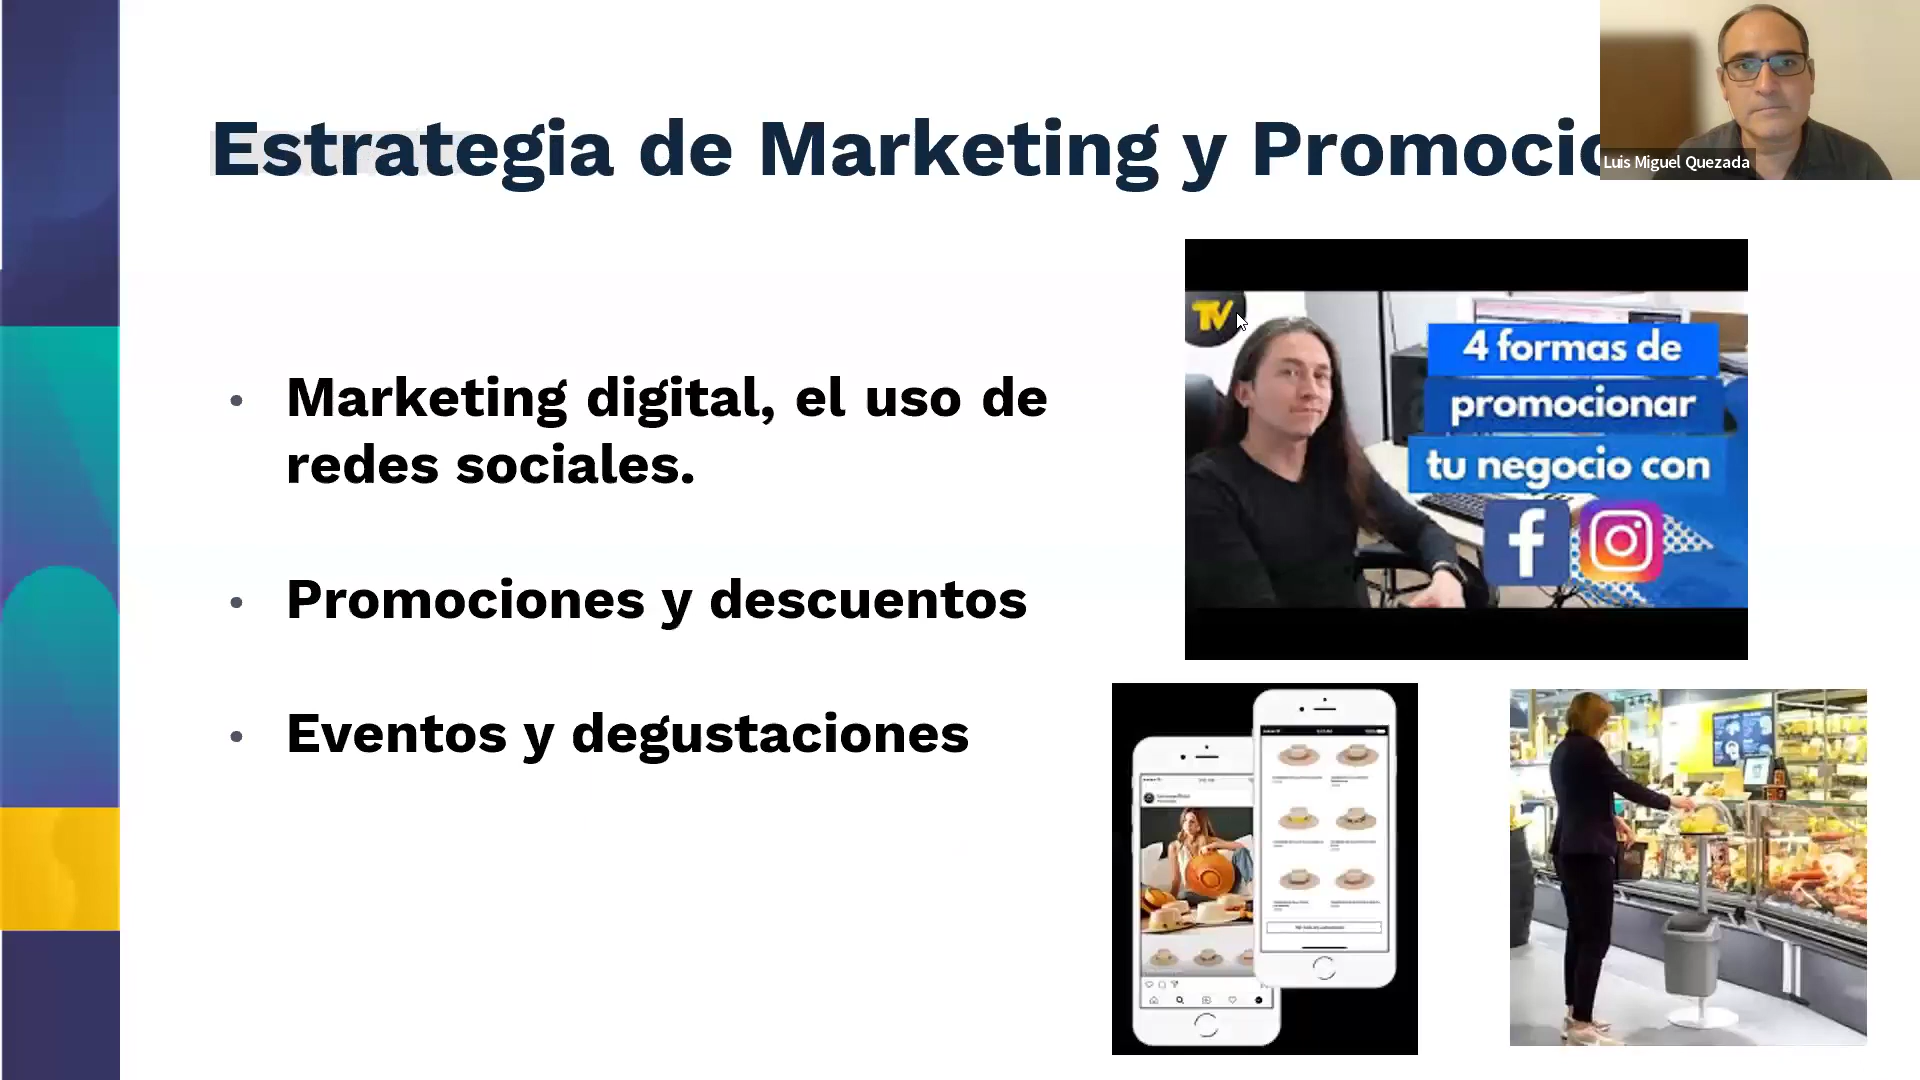 Estrategia de Marketing y Promocio
Luis Miguel Quezada
• Marketing digital, el uso de
redes sociales.
• Promociones y descuentos
• Eventos y degustaciones
TV
4 formas de
promocionar
tu negocio con